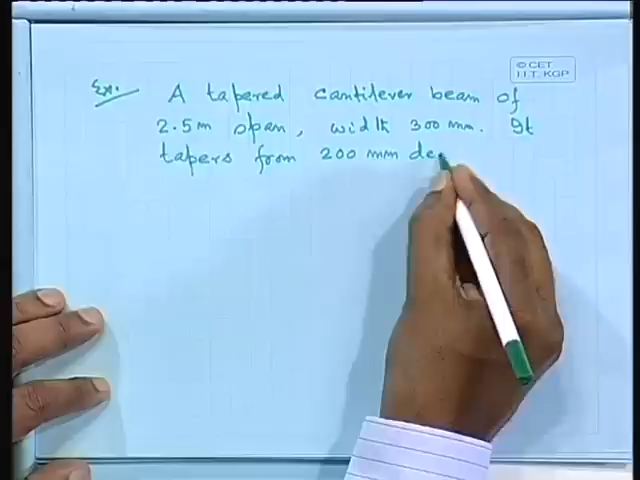 © CET
I.I.T. KGP
Ex. A tapered cantilever beam of
2.5m span, width 300 mm. It
tapers from 200 mm de